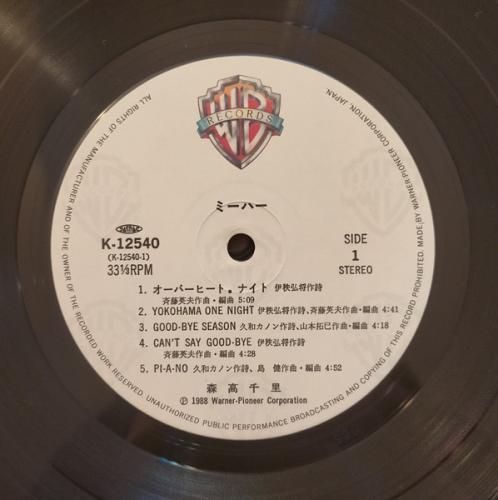 WB
RECORDS
ALL RIGHTS OF THE MANUFACTURER AND OF THE OWNER OF THE RECORDED WORK RESERVED. UNAUTHORIZED PUBLIC PERFORMANCE BROADCASTING AND COPYING OF THIS RECORD PROHIBITED. MADE BY WARNER-PIONEER CORPORATION, JAPAN
ミーハー
K-12540
(K-12540-1)
33⅓RPM
SIDE
1
STEREO
1. オーバーヒート。ナイト 伊秩弘将作詩
斉藤英夫作曲・編曲 5:09
2. YOKOHAMA ONE NIGHT 伊秩弘将作詩、斉藤英夫作曲・編曲 4:41
3. GOOD-BYE SEASON 久和カノン作詩、山本拓巳作曲・編曲 4:18
4. CAN'T SAY GOOD-BYE 伊秩弘将作詩
斉藤英夫作曲・編曲 4:28
5. PI-A-NO 久和カノン作詩、島 健作曲・編曲 4:52
森高千里
℗ 1988 Warner-Pioneer Corporation